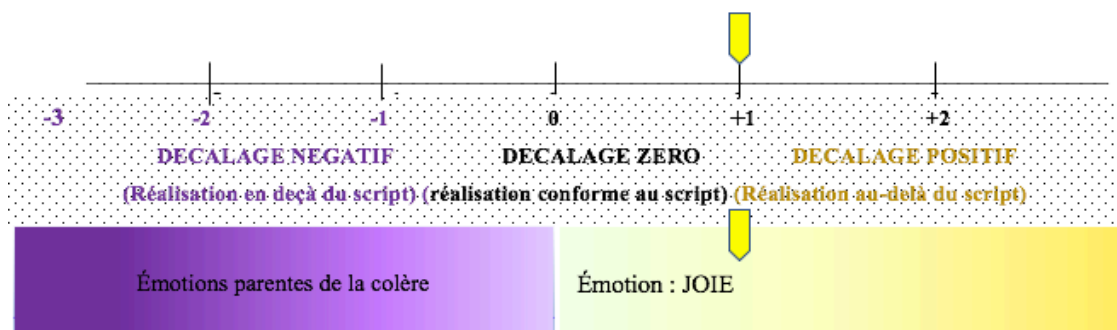 -3 -2 -1 0 +1 +2
DECALAGE NEGATIF DECALAGE ZERO DECALAGE POSITIF
(Réalisation en deçà du script) (réalisation conforme au script) (Réalisation au-delà du script)
Émotions parentes de la colère Émotion : JOIE